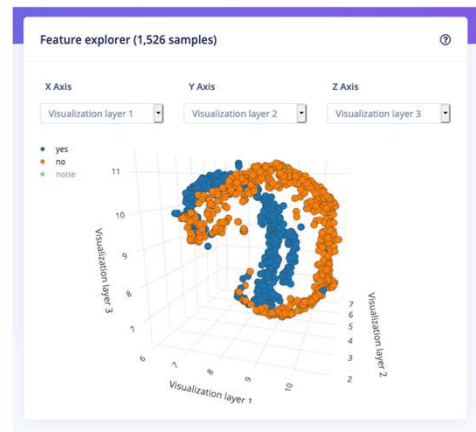 Feature explorer (1,526 samples)
X Axis Y Axis Z Axis
Visualization layer 1 Visualization layer 2 Visualization layer 3
yes
no
noise
11
10
9
8
7
6
Visualization layer 3
6 7 8 9 10
Visualization layer 1
7
6
5
4
3
2
Visualization layer 2